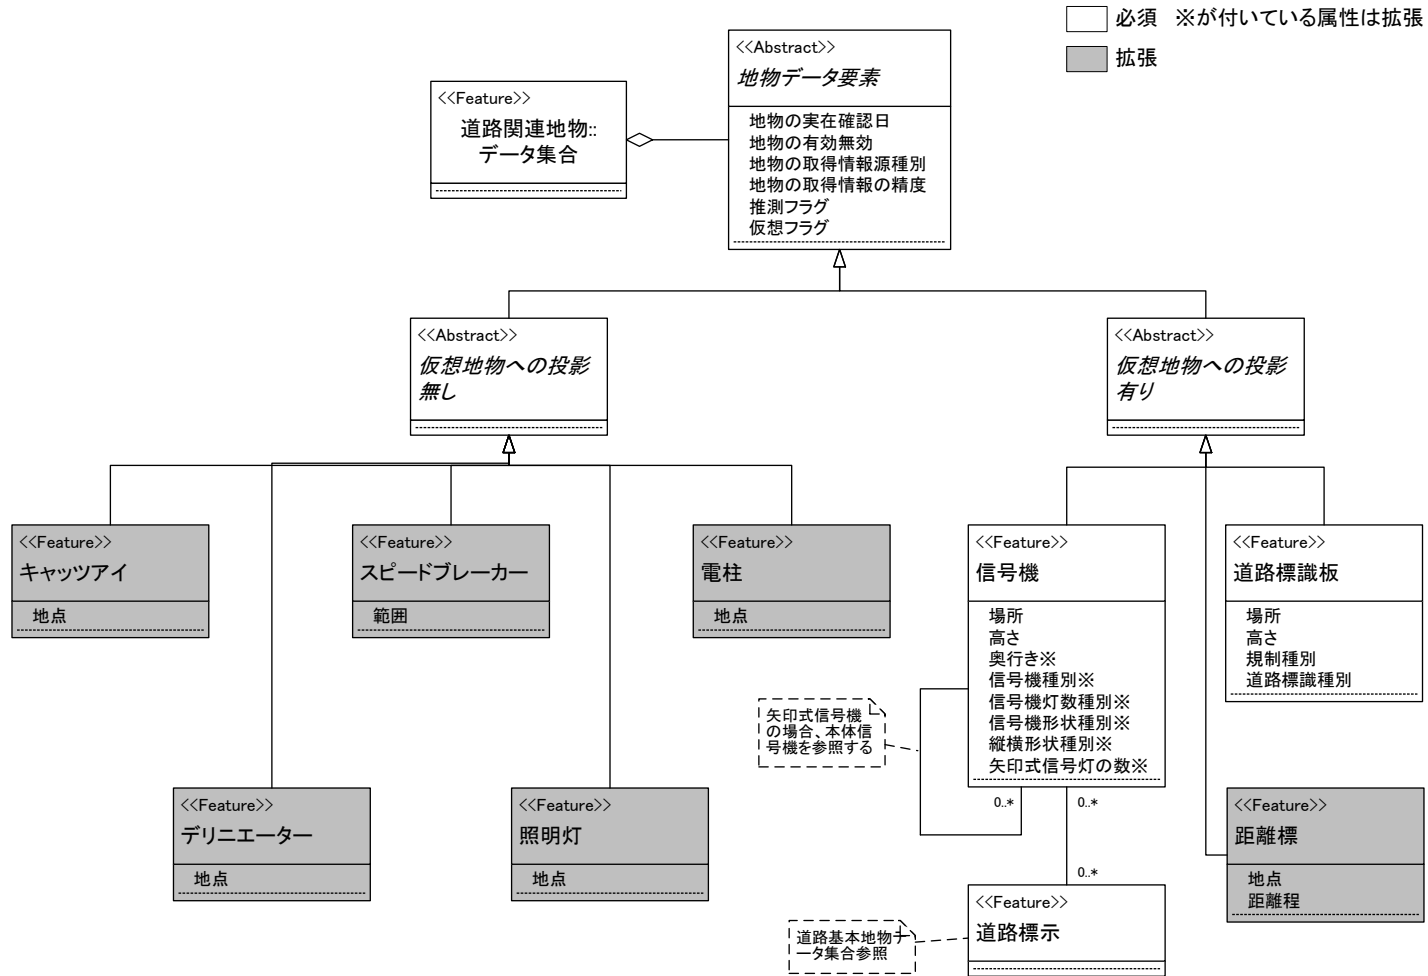 必須 ※が付いている属性は拡張
拡張
<<Abstract>>
地物データ要素
地物の実在確認日
地物の有効無効
地物の取得情報源種別
地物の取得情報の精度
推測フラグ
仮想フラグ
<<Feature>>
道路関連地物::
データ集合
<<Abstract>>
仮想地物への投影
無し
<<Abstract>>
仮想地物への投影
有り
<<Feature>>
キャッツアイ
地点
<<Feature>>
スピードブレーカー
範囲
<<Feature>>
電柱
地点
<<Feature>>
信号機
場所
高さ
奥行き※
信号機種別※
信号機灯数種別※
信号機形状種別※
縦横形状種別※
矢印式信号灯の数※
<<Feature>>
道路標識板
場所
高さ
規制種別
道路標識種別
矢印式信号機
の場合、本体信
号機を参照する
0..*
0..*
0..*
<<Feature>>
デリニエーター
地点
<<Feature>>
照明灯
地点
<<Feature>>
距離標
地点
距離程
<<Feature>>
道路標示
道路基本地物デ
ータ集合参照